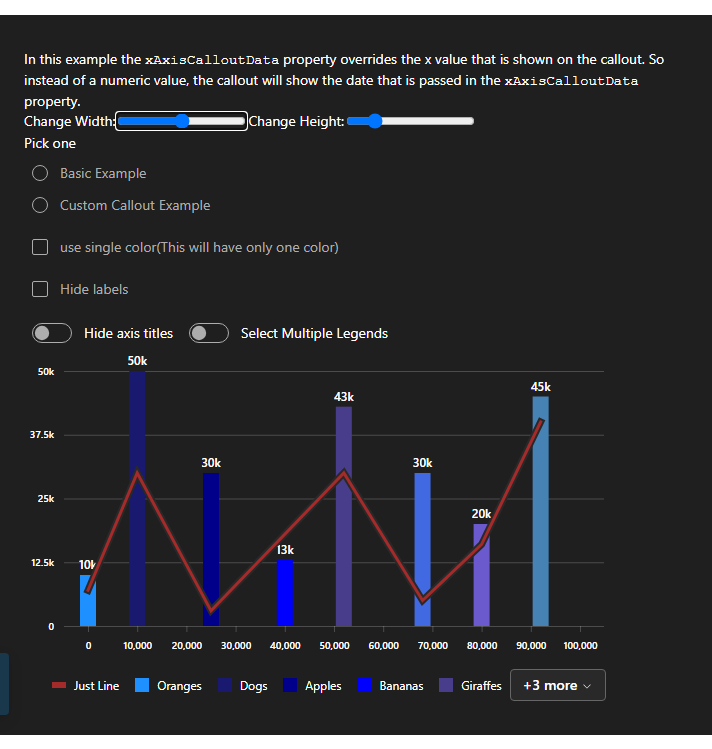 In this example the xAxisCalloutData property overrides the x value that is shown on the callout. So
instead of a numeric value, the callout will show the date that is passed in the xAxisCalloutData
property.
Change Width: Change Height:
Pick one
Basic Example
Custom Callout Example
use single color(This will have only one color)
Hide labels
Hide axis titles Select Multiple Legends
50k
50k
45k
43k
37.5k
30k 30k
25k
20k
13k
12.5k 10k
0
0 10,000 20,000 30,000 40,000 50,000 60,000 70,000 80,000 90,000 100,000
Just Line Oranges Dogs Apples Bananas Giraffes +3 more